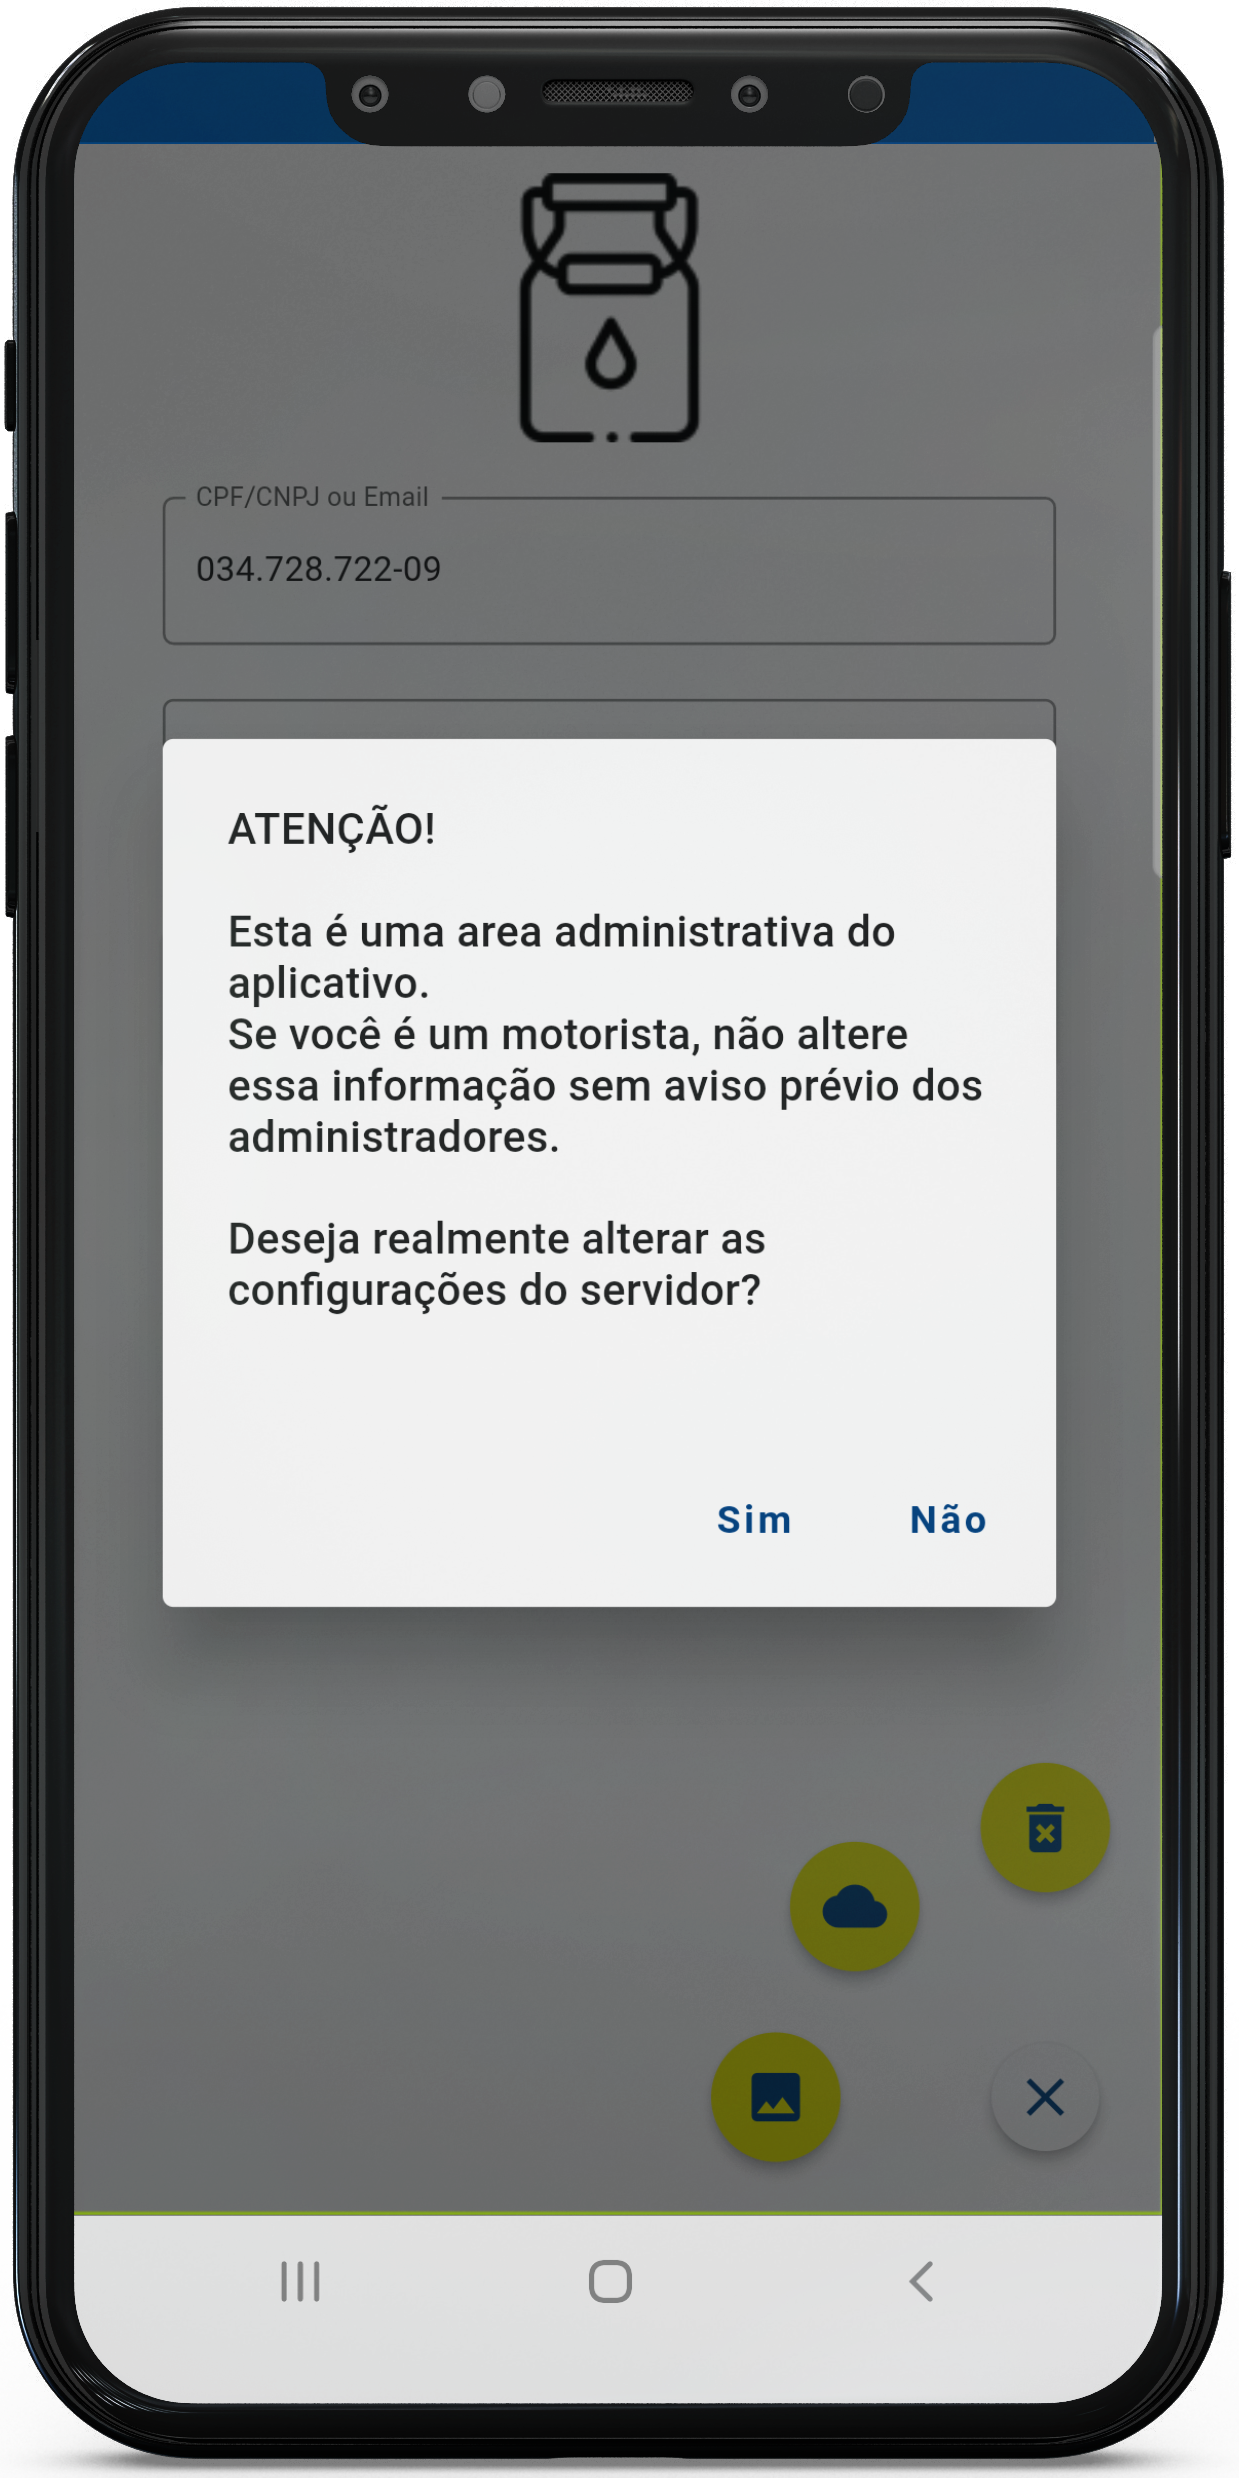 CPF/CNPJ ou Email
034.728.722-09
ATENÇÃO!
Esta é uma area administrativa do
aplicativo.
Se você é um motorista, não altere
essa informação sem aviso prévio dos
administradores.
Deseja realmente alterar as
configurações do servidor?
Sim Não